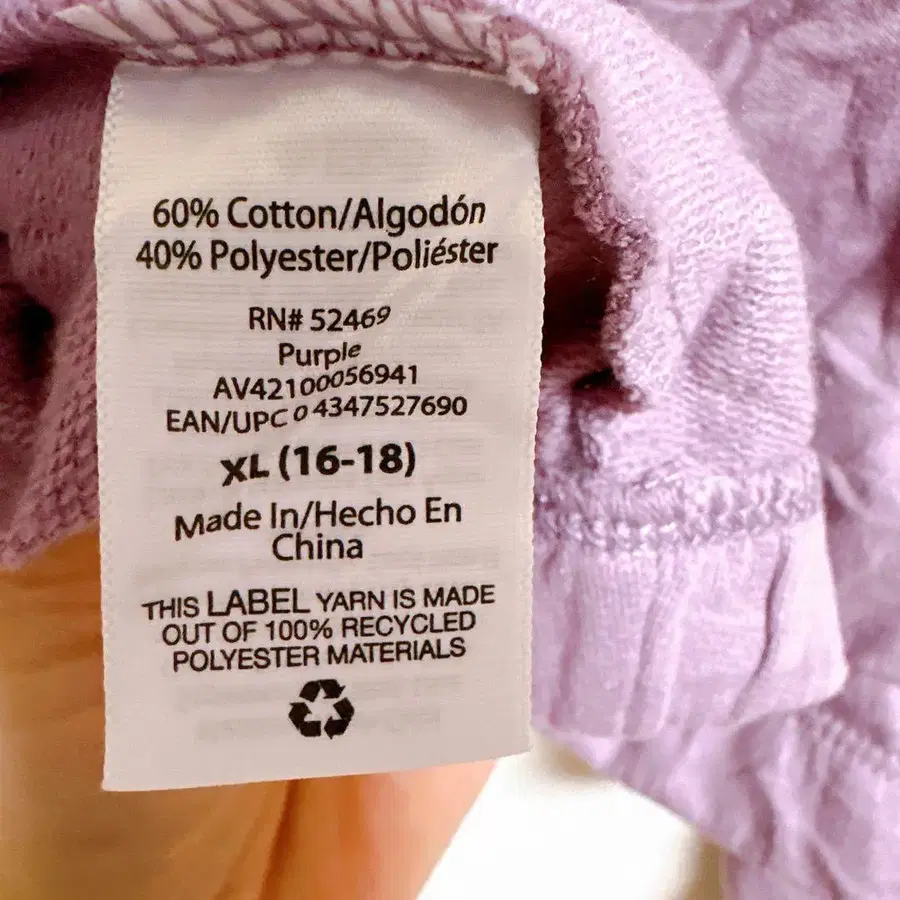 60% Cotton/Algodón
40% Polyester/Poliéster
RN# 52469
Purple
AV42100056941
EAN/UPC 04347527690
XL (16-18)
Made In/Hecho En
China
THIS LABEL YARN IS MADE
OUT OF 100% RECYCLED
POLYESTER MATERIALS